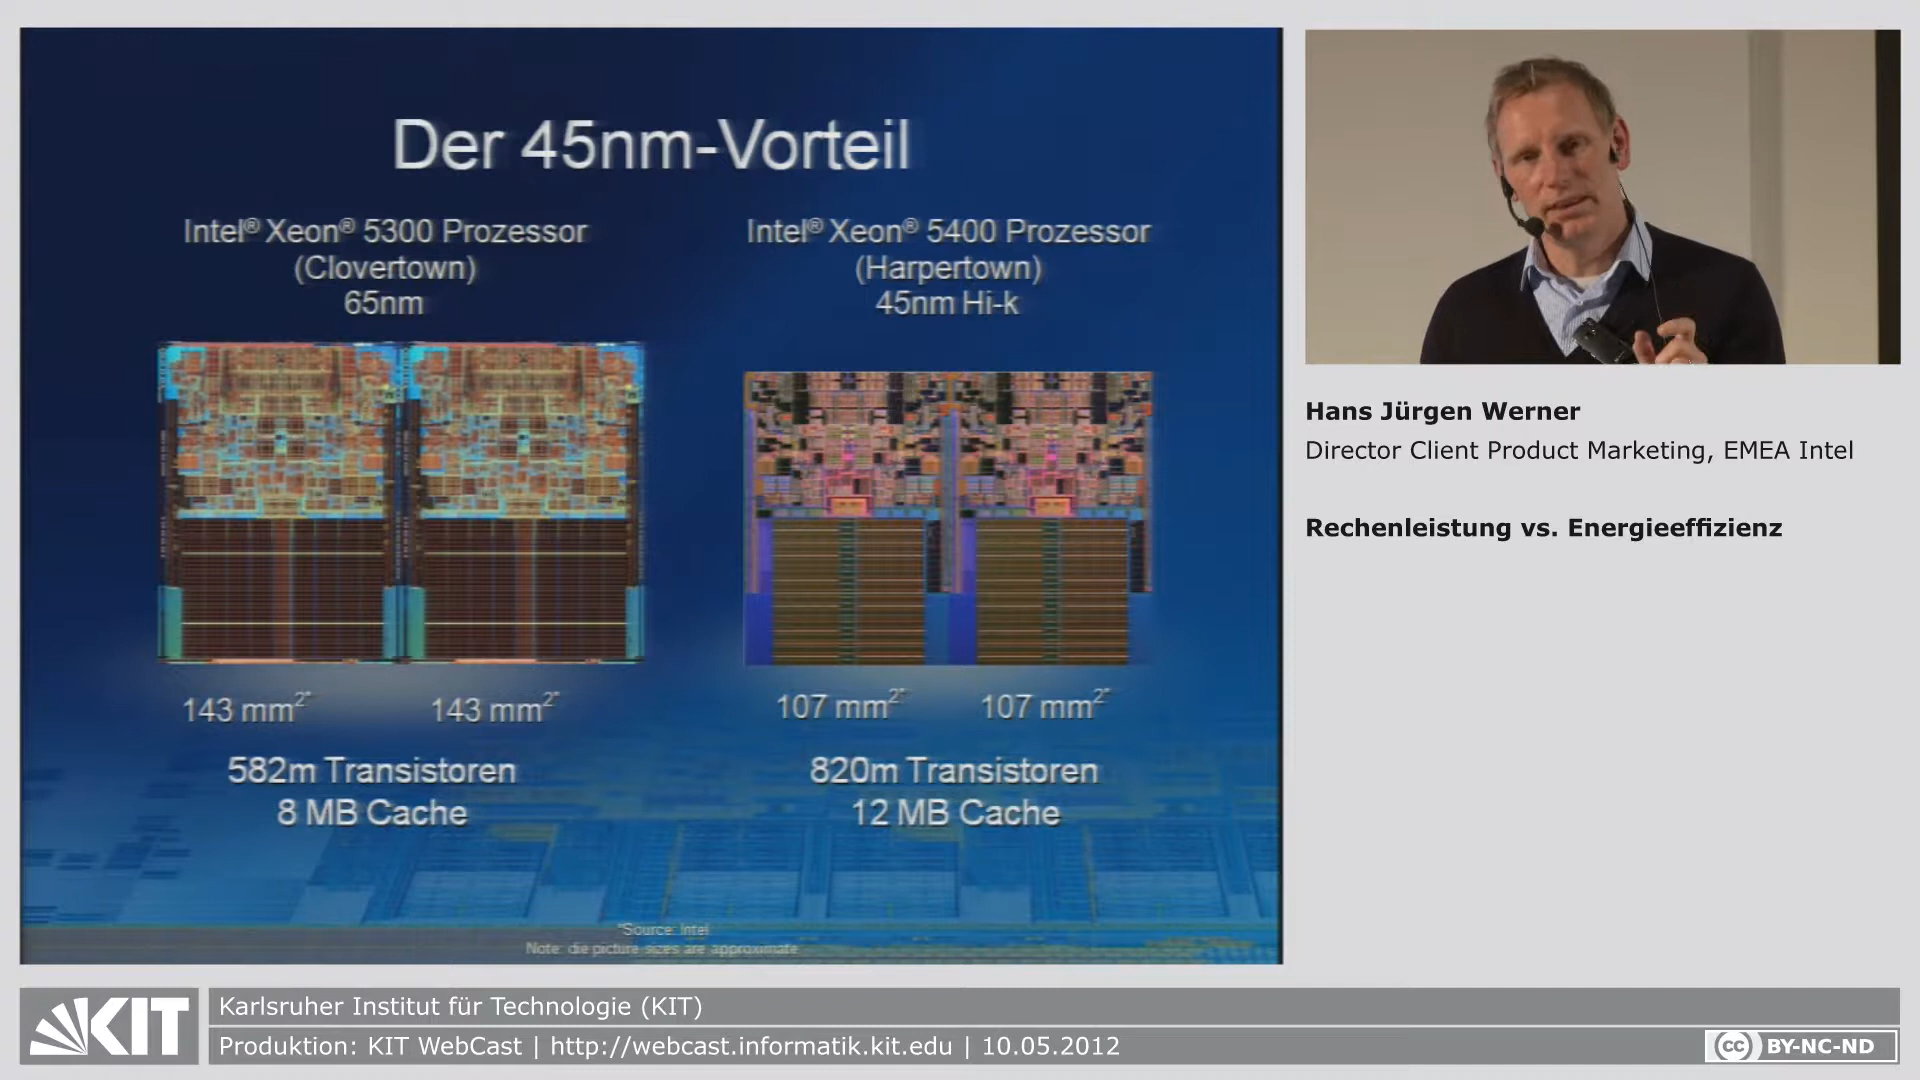 Der 45nm-Vorteil
Intel® Xeon® 5300 Prozessor
(Clovertown)
65nm
Intel® Xeon® 5400 Prozessor
(Harpertown)
45nm Hi-k
143 mm²* 143 mm²*
107 mm²* 107 mm²*
582m Transistoren
8 MB Cache
820m Transistoren
12 MB Cache
*Source: Intel
Note: die picture sizes are approximate
Hans Jürgen Werner
Director Client Product Marketing, EMEA Intel
Rechenleistung vs. Energieeffizienz
KIT
Karlsruher Institut für Technologie (KIT)
Produktion: KIT WebCast | http://webcast.informatik.kit.edu | 10.05.2012
cc BY-NC-ND